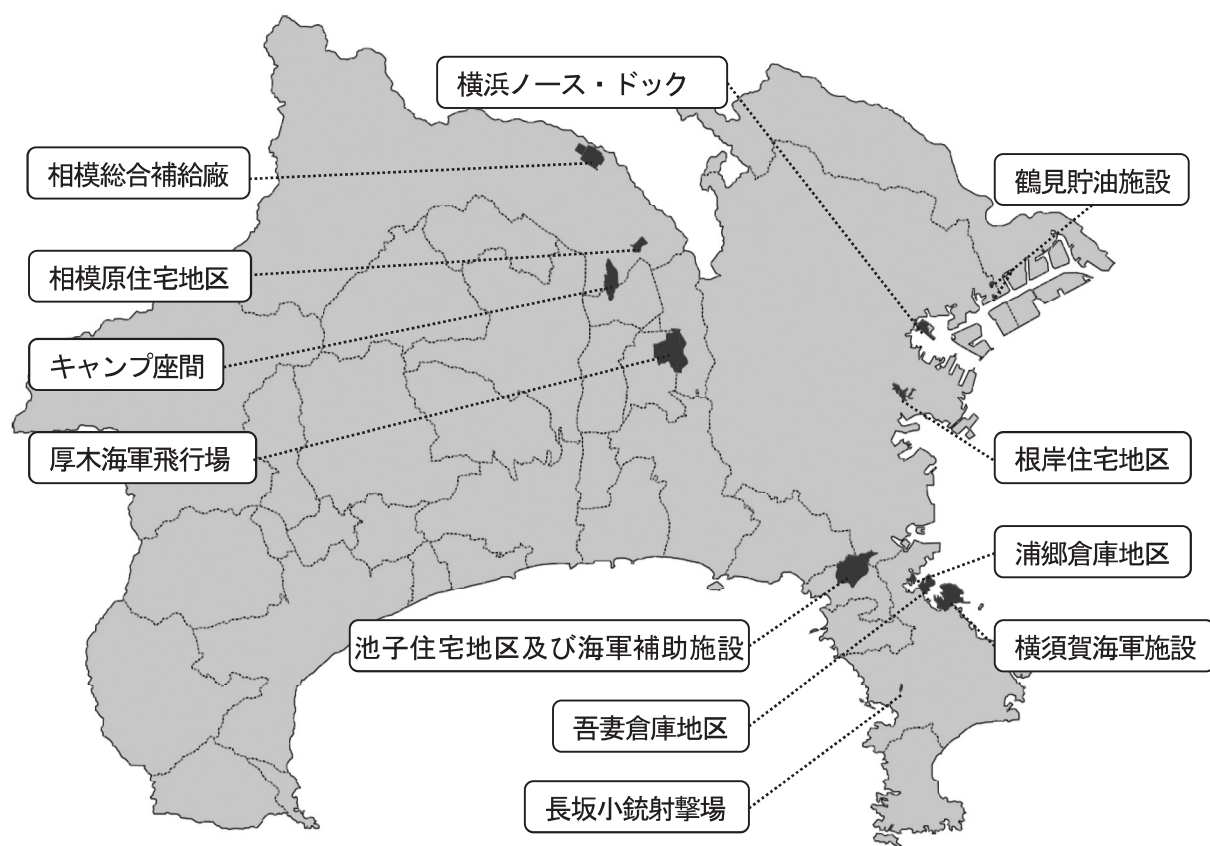 横浜ノース・ドック
相模総合補給廠
鶴見貯油施設
相模原住宅地区
キャンプ座間
厚木海軍飛行場
根岸住宅地区
浦郷倉庫地区
池子住宅地区及び海軍補助施設
横須賀海軍施設
吾妻倉庫地区
長坂小銃射撃場